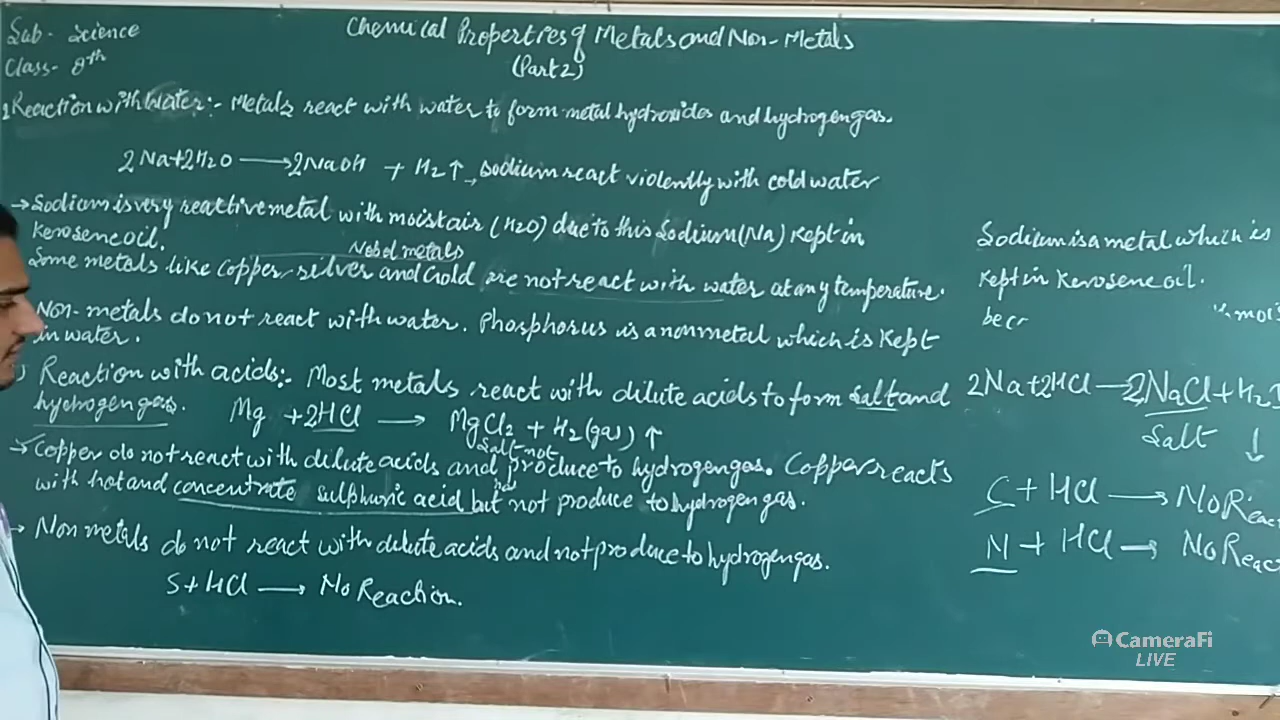 Sub- Science
Class- 8th
Chemical Properties of Metals and Non-Metals
(Part 2)
2 Reaction with Water:- Metals react with water to form metal hydroxides and hydrogen gas.
2Na+2H2O ⟶ 2NaOH + H2↑, Sodium react violently with cold water
→ Sodium is very reactive metal with moist air (H2O) due to this Sodium (Na) Kept in
Kerosene oil.
Nobel metals
Some metals like Copper, silver and Gold are not react with water at any temperature.
Non-metals do not react with water. Phosphorus is a nonmetal which is Kept
in water.
Reaction with acids:- Most metals react with dilute acids to form salt and
hydrogen gas.
Mg + 2HCl ⟶ MgCl2 + H2 (gas) ↑
Salt not
→ Copper do not react with dilute acids and produce to hydrogen gas. Copper reacts
with hot and concentrate sulphuric acid but not produce to hydrogen gas.
→ Non metals do not react with dilute acids and not produce to hydrogen gas.
S + HCl ⟶ No Reaction.
Sodium is a metal which is
Kept in Kerosene oil.
2Na+2HCl ⟶ 2NaCl + H2↑
Salt ↓
C + HCl ⟶ No Reac
N + HCl ⟶ No Reac
CameraFi
LIVE